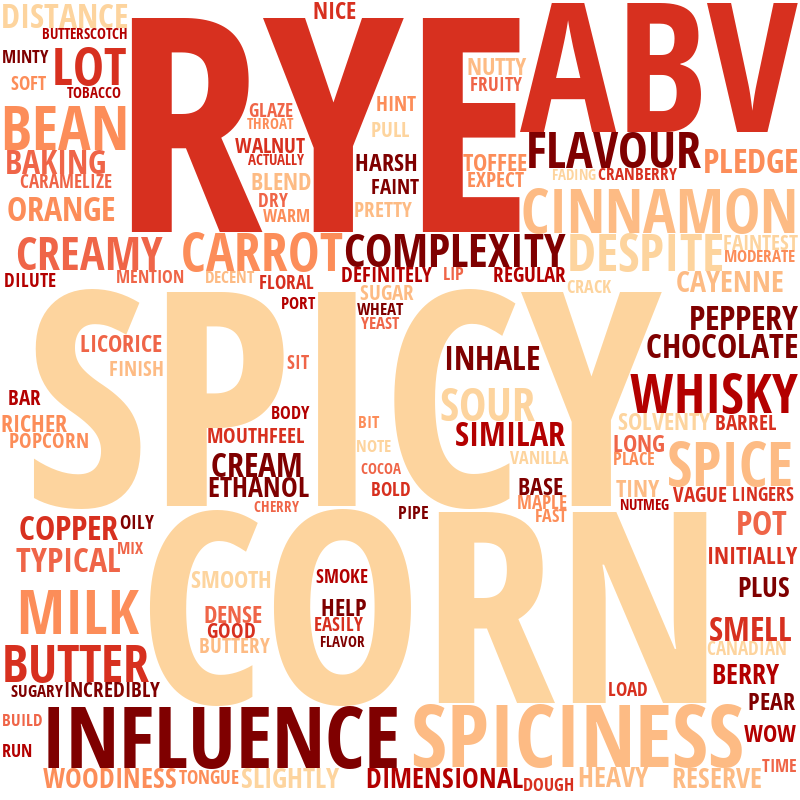 NICE
DISTANCE
BUTTERSCOTCH
RYE
ABV
MINTY
LOT
SOFT
TOBACCO
NUTTY
FRUITY
BEAN
GLAZE
THROAT
HINT
PULL
WALNUT
ACTUALLY
HARSH
FAINT
TOFFEE
EXPECT
FLAVOUR
PLEDGE
BAKING
CARAMELIZE
BLEND
DRY
WARM
PRETTY
FADING
CRANBERRY
ORANGE
CINNAMON
CREAMY
CARROT
COMPLEXITY
DESPITE
FAINTEST
MODERATE
DILUTE
MENTION
DECENT
FLORAL
DEFINITELY
LIP
REGULAR
CRACK
CAYENNE
PORT
SUGAR
WHEAT
YEAST
SPICY
PEPPERY
CHOCOLATE
LICORICE
FINISH
SIT
INHALE
WHISKY
BAR
RICHER
POPCORN
BODY
MOUTHFEEL
BIT
NOTE
SOUR
SIMILAR
SOLVENTY
BARREL
LONG
PLACE
CREAM
ETHANOL
CHERRY
COCOA
BOLD
PIPE
VANILLA
BASE
MAPLE
FAST
TINY
NUTMEG
SPICE
VAGUE
LINGERS
COPPER
OILY
TYPICAL
MIX
CORN
POT
INITIALLY
SMOOTH
SMOKE
PLUS
MILK
DENSE
GOOD
BUTTERY
HELP
EASILY
FLAVOR
SMELL
CANADIAN
BUTTER
SUGARY
INCREDIBLY
LOAD
BERRY
PEAR
BUILD
INFLUENCE
SPICINESS
WOW
RUN
TIME
WOODINESS
TONGUE
SLIGHTLY
DIMENSIONAL
DOUGH
HEAVY
RESERVE